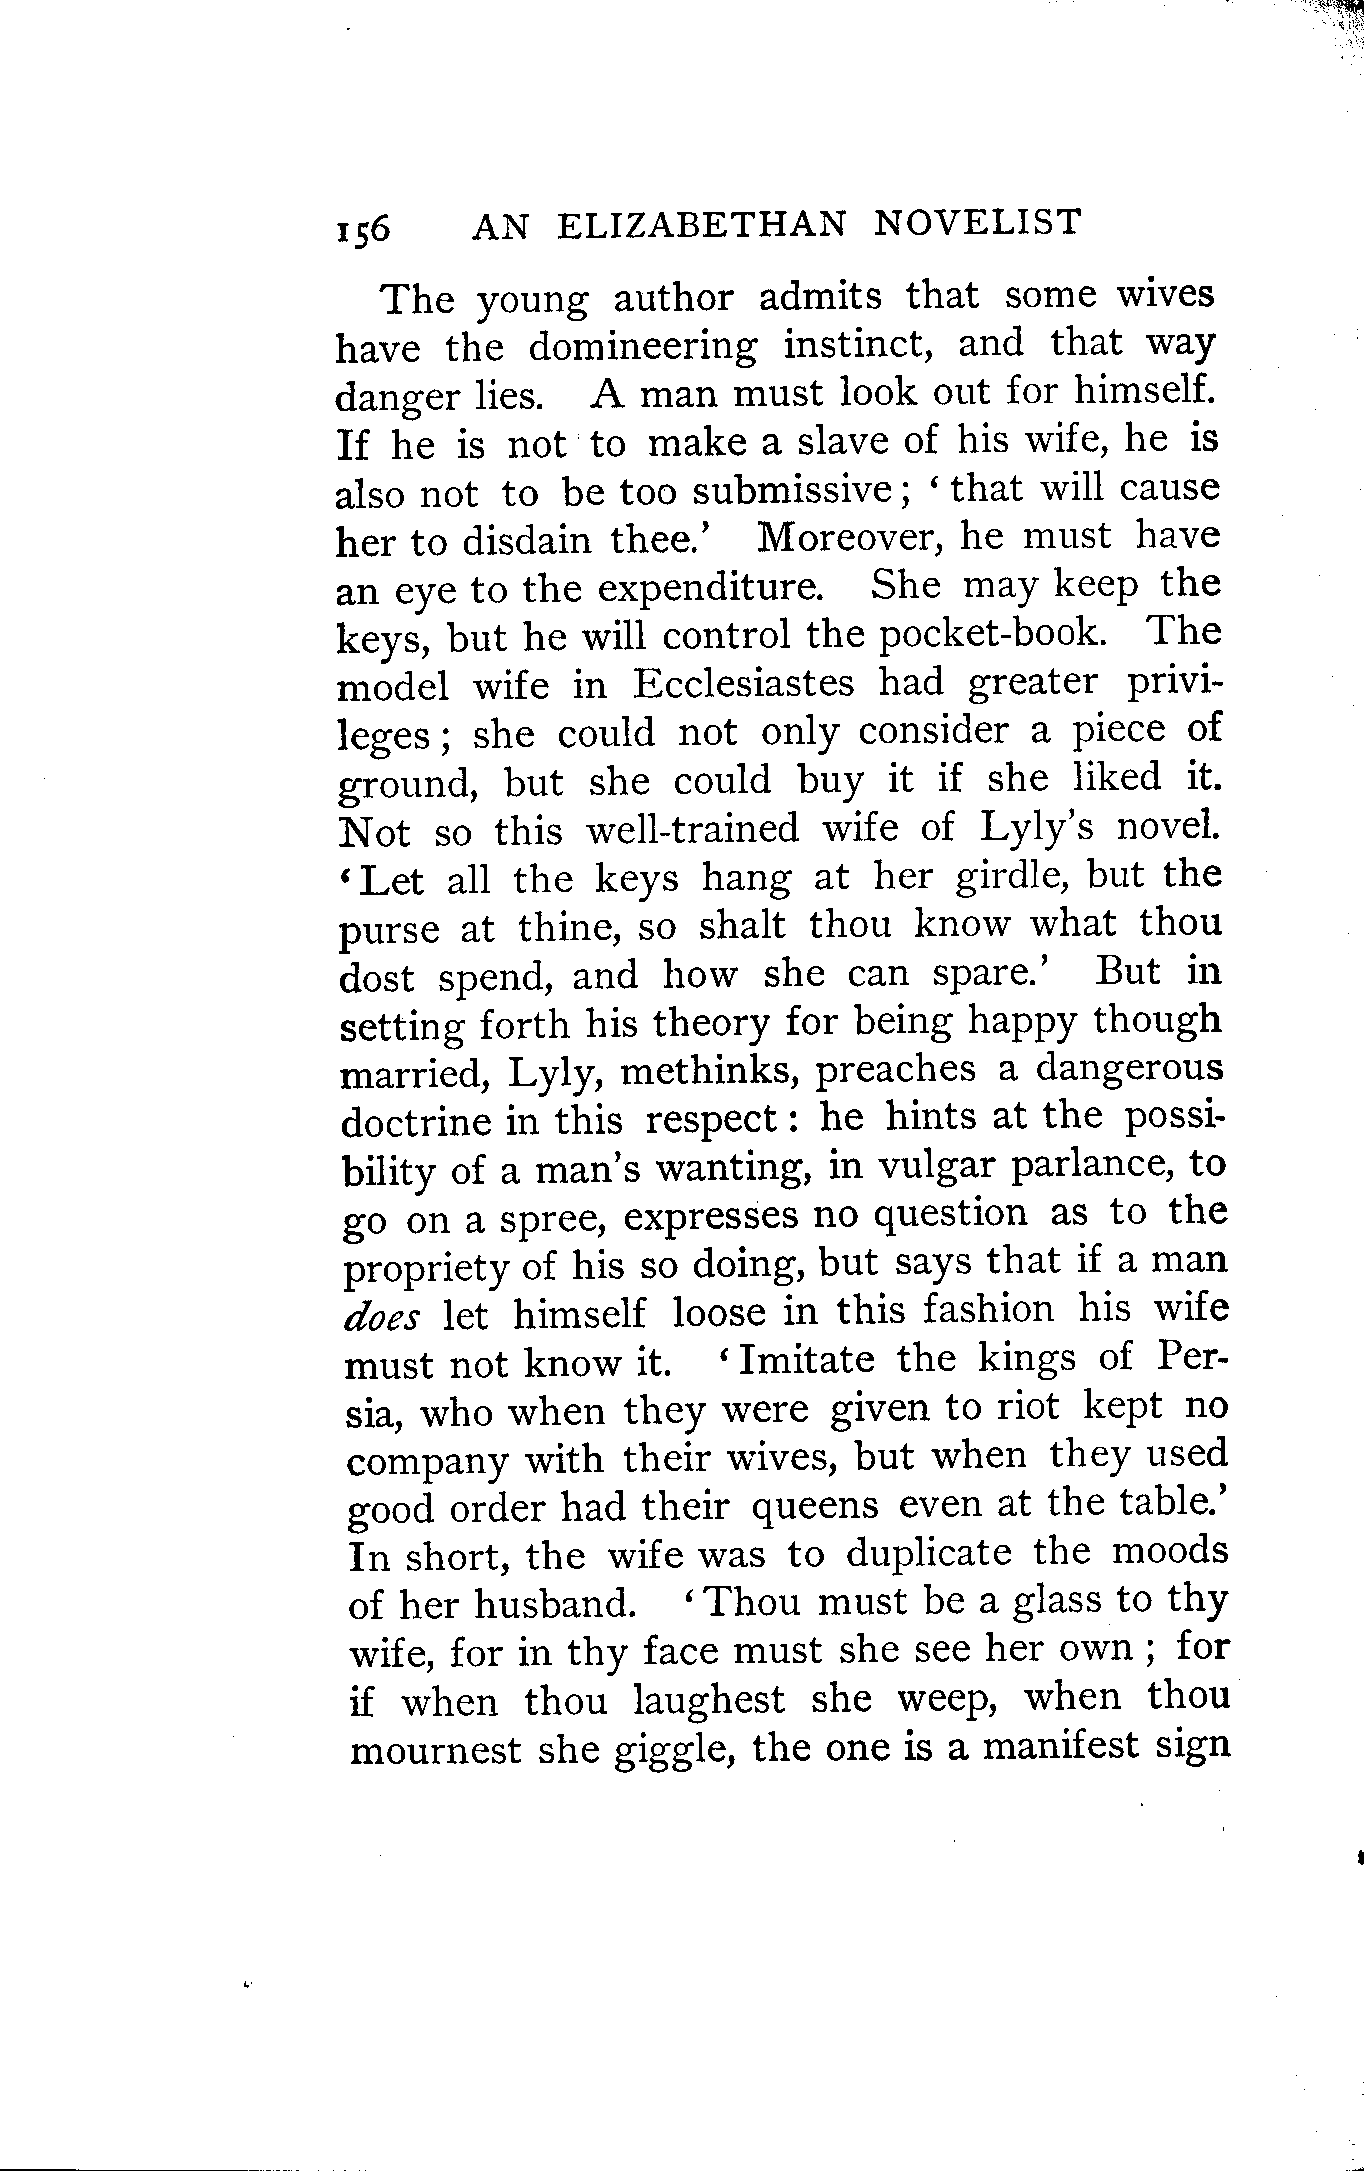 156 AN ELIZABETHAN NOVELIST
The young author admits that some wives
have the domineering instinct, and that way
danger lies. A man must look out for himself.
If he is not to make a slave of his wife, he is
also not to be too submissive; ‘that will cause
her to disdain thee.’ Moreover, he must have
an eye to the expenditure. She may keep the
keys, but he will control the pocket-book. The
model wife in Ecclesiastes had greater privi-
leges; she could not only consider a piece of
ground, but she could buy it if she liked it.
Not so this well-trained wife of Lyly's novel.
‘Let all the keys hang at her girdle, but the
purse at thine, so shalt thou know what thou
dost spend, and how she can spare.’ But in
setting forth his theory for being happy though
married, Lyly, methinks, preaches a dangerous
doctrine in this respect: he hints at the possi-
bility of a man's wanting, in vulgar parlance, to
go on a spree, expresses no question as to the
propriety of his so doing, but says that if a man
does let himself loose in this fashion his wife
must not know it. ‘Imitate the kings of Per-
sia, who when they were given to riot kept no
company with their wives, but when they used
good order had their queens even at the table.’
In short, the wife was to duplicate the moods
of her husband. ‘Thou must be a glass to thy
wife, for in thy face must she see her own; for
if when thou laughest she weep, when thou
mournest she giggle, the one is a manifest sign